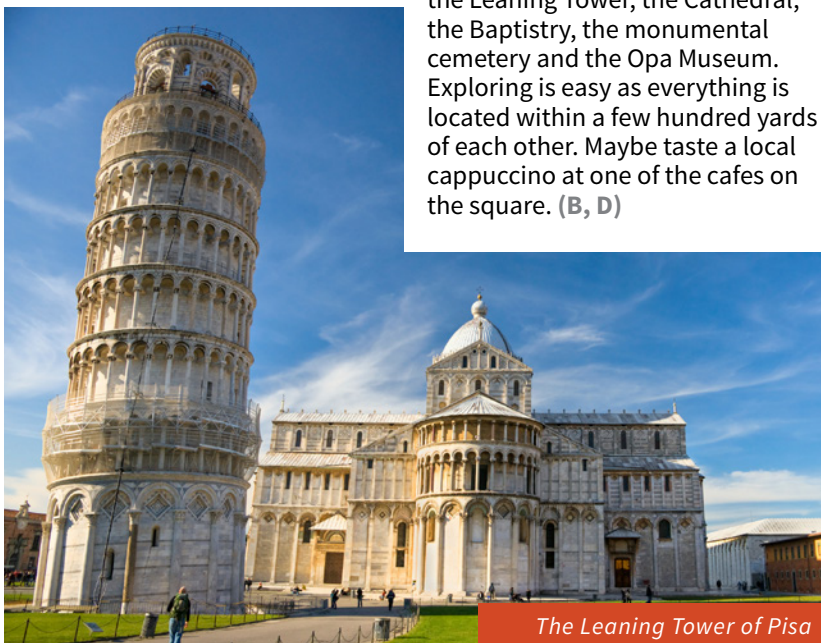 the Leaning Tower, the Cathedral,
the Baptistry, the monumental
cemetery and the Opa Museum.
Exploring is easy as everything is
located within a few hundred yards
of each other. Maybe taste a local
cappuccino at one of the cafes on
the square. (B, D)
The Leaning Tower of Pisa